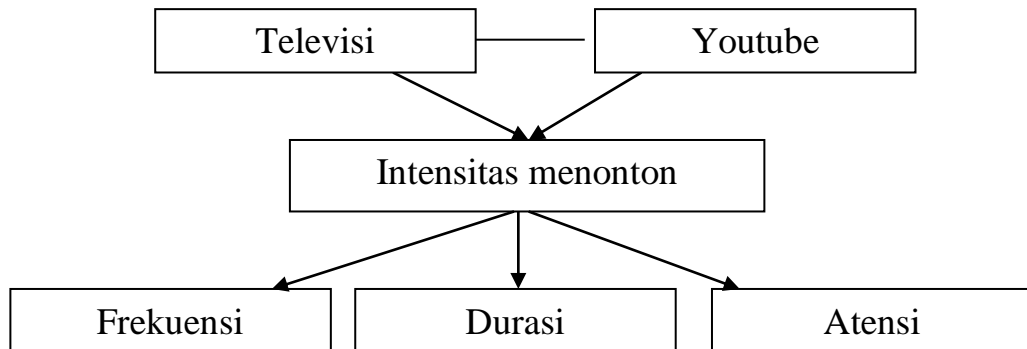 Televisi
Youtube
Intensitas menonton
Frekuensi
Durasi
Atensi